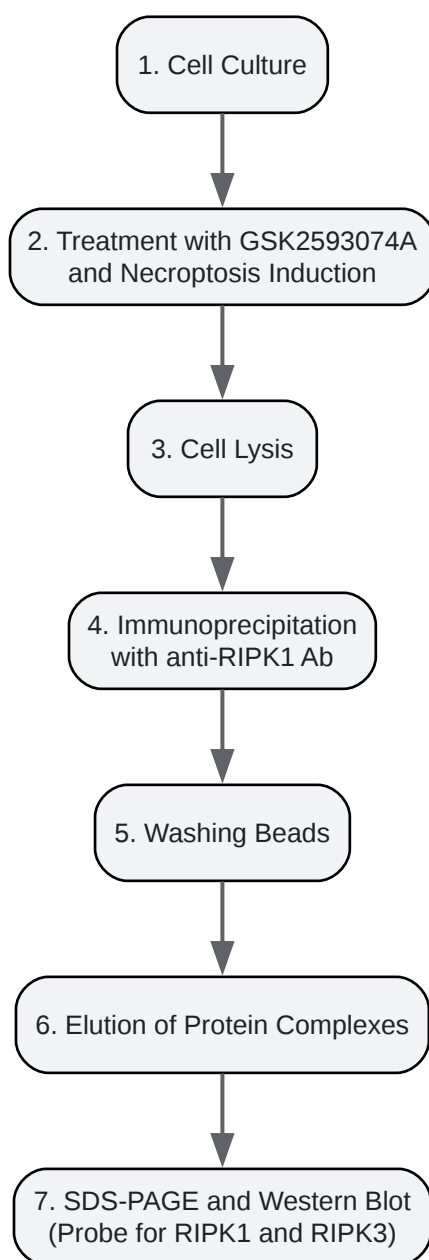 1. Cell Culture
2. Treatment with GSK2593074A
and Necroptosis Induction
3. Cell Lysis
4. Immunoprecipitation
with anti-RIPK1 Ab
5. Washing Beads
6. Elution of Protein Complexes
7. SDS-PAGE and Western Blot
(Probe for RIPK1 and RIPK3)